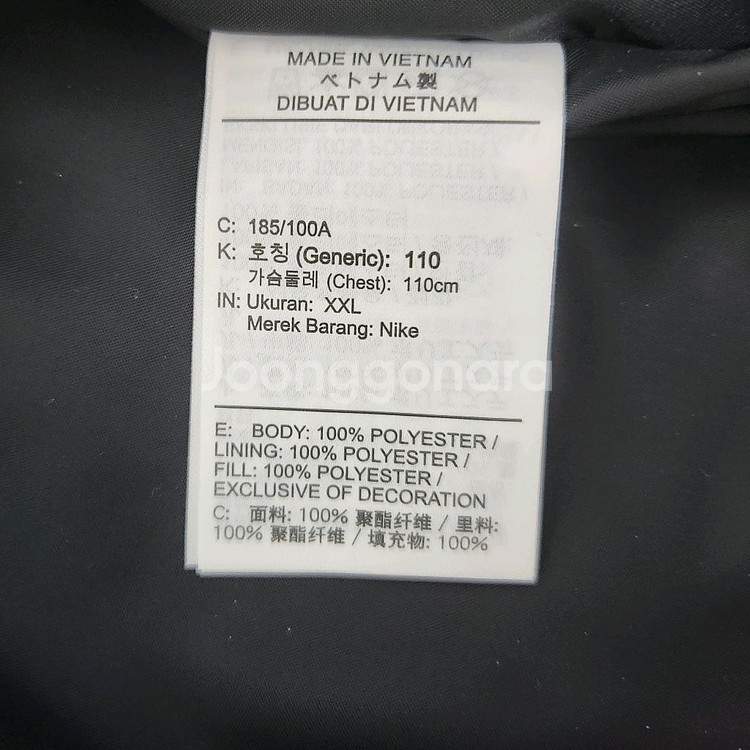 MADE IN VIETNAM
ベトナム製
DIBUAT DI VIETNAM
C: 185/100A
K: 호칭 (Generic): 110
가슴둘레 (Chest): 110cm
IN: Ukuran: XXL
Merek Barang: Nike
Joonggonara
E: BODY: 100% POLYESTER /
LINING: 100% POLYESTER /
FILL: 100% POLYESTER /
EXCLUSIVE OF DECORATION
C: 面料: 100% 聚酯纤维 / 里料:
100% 聚酯纤维 / 填充物: 100%